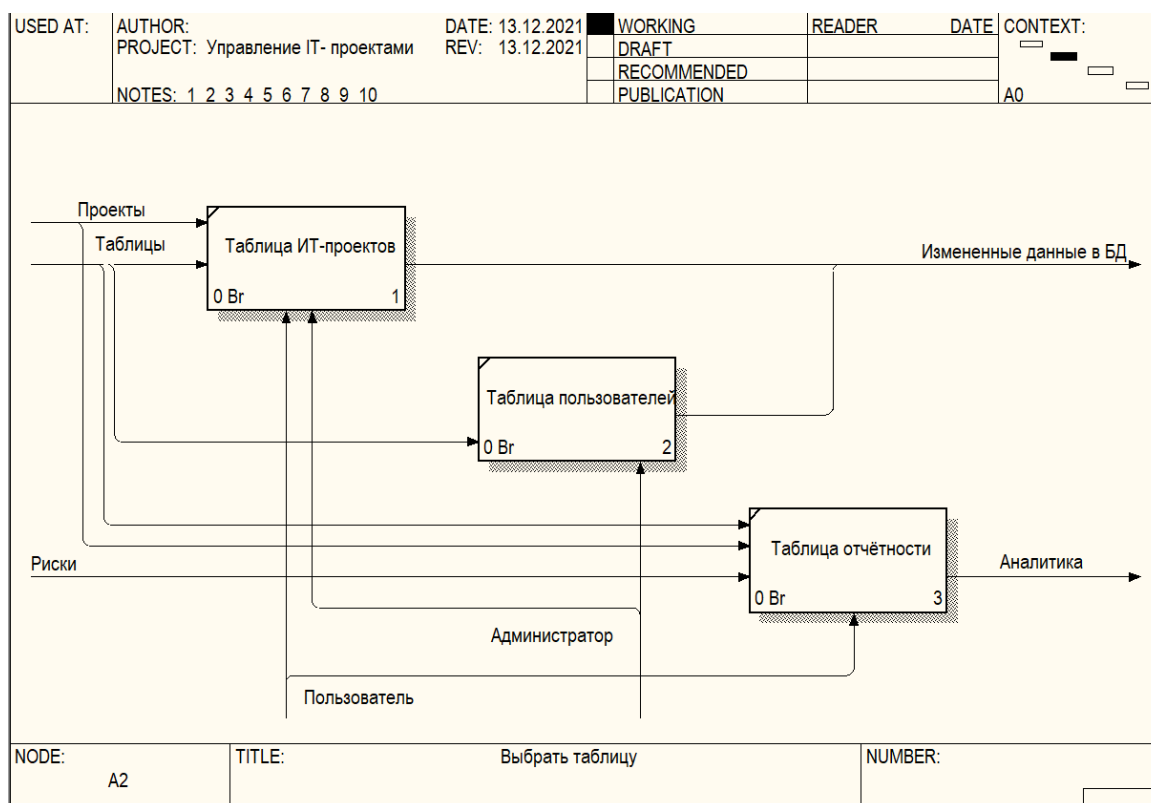 USED AT:
AUTHOR:
DATE: 13.12.2021
PROJECT: Управление IT- проектами
REV: 13.12.2021
NOTES: 1 2 3 4 5 6 7 8 9 10
WORKING
DRAFT
RECOMMENDED
PUBLICATION
READER
DATE
CONTEXT:
A0
Проекты
Таблицы
Таблица ИТ-проектов
0 Br
1
Измененные данные в БД
Таблица пользователей
0 Br
2
Риски
Таблица отчётности
0 Br
3
Аналитика
Администратор
Пользователь
NODE:
A2
TITLE:
Выбрать таблицу
NUMBER: